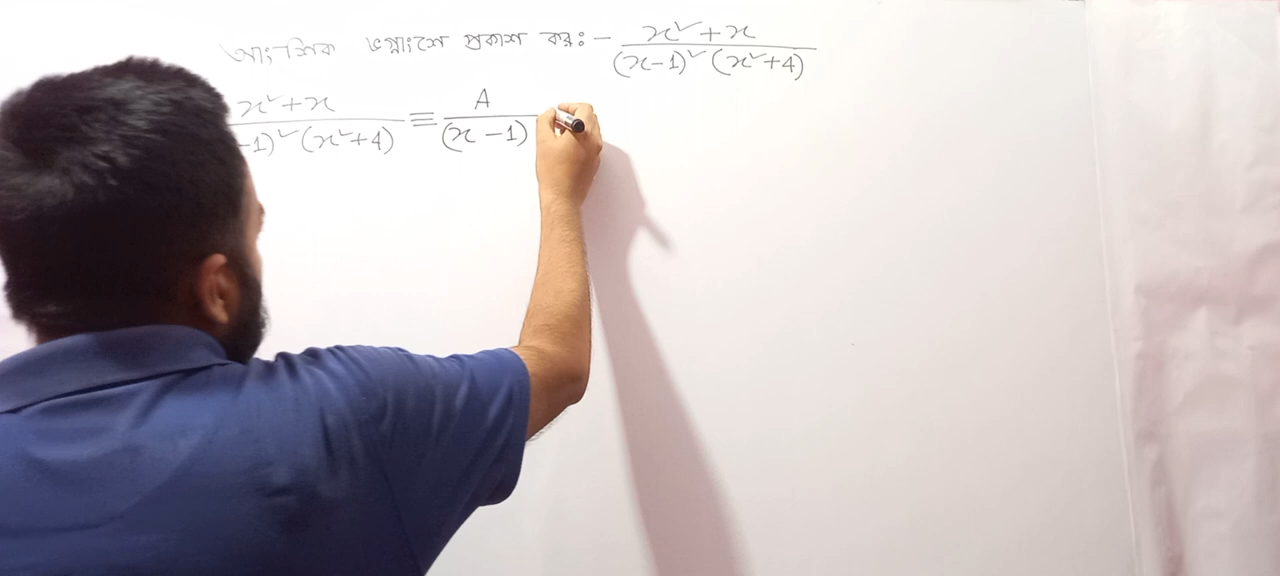 আংশিক ভগ্নাংশে প্রকাশ কর:- x²+x / (x-1)² (x²+4)
x²+x / -1)² (x²+4) ≡ A / (x-1)